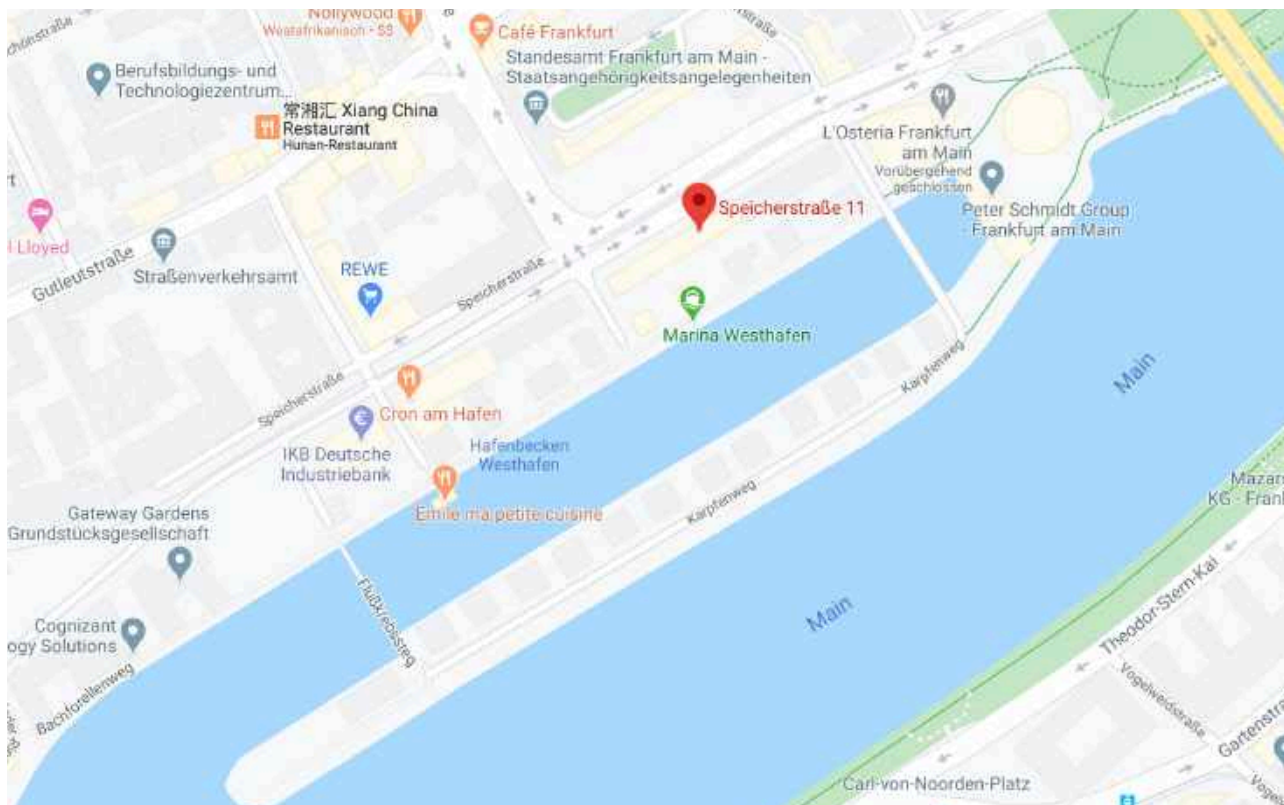 Nollywood
Westafrikanisch • $$
Café Frankfurt
Standesamt Frankfurt am Main -
Staatsangehörigkeitsangelegenheiten
Berufsbildungs- und
Technologiezentrum...
常湘汇 Xiang China
Restaurant
Hunan-Restaurant
L'Osteria Frankfurt
am Main
Vorübergehend
geschlossen
Peter Schmidt Group
- Frankfurt am Main
Speicherstraße 11
Lloyed
Straßenverkehrsamt
Gutleutstraße
REWE
Speicherstraße
Marina Westhafen
Karpfenweg
Main
Speicherstraße
Cron am Hafen
IKB Deutsche
Industriebank
Hafenbecken
Westhafen
Emile ma petite cuisine
Karpfenweg
Gateway Gardens
Grundstücksgesellschaft
Flußkrebssteg
Cognizant
ogy Solutions
Bachforellenweg
Main
Mazar
KG - Frank
Theodor-Stern-Kai
Vogelweidstraße
Gartenstra
Carl-von-Noorden-Platz